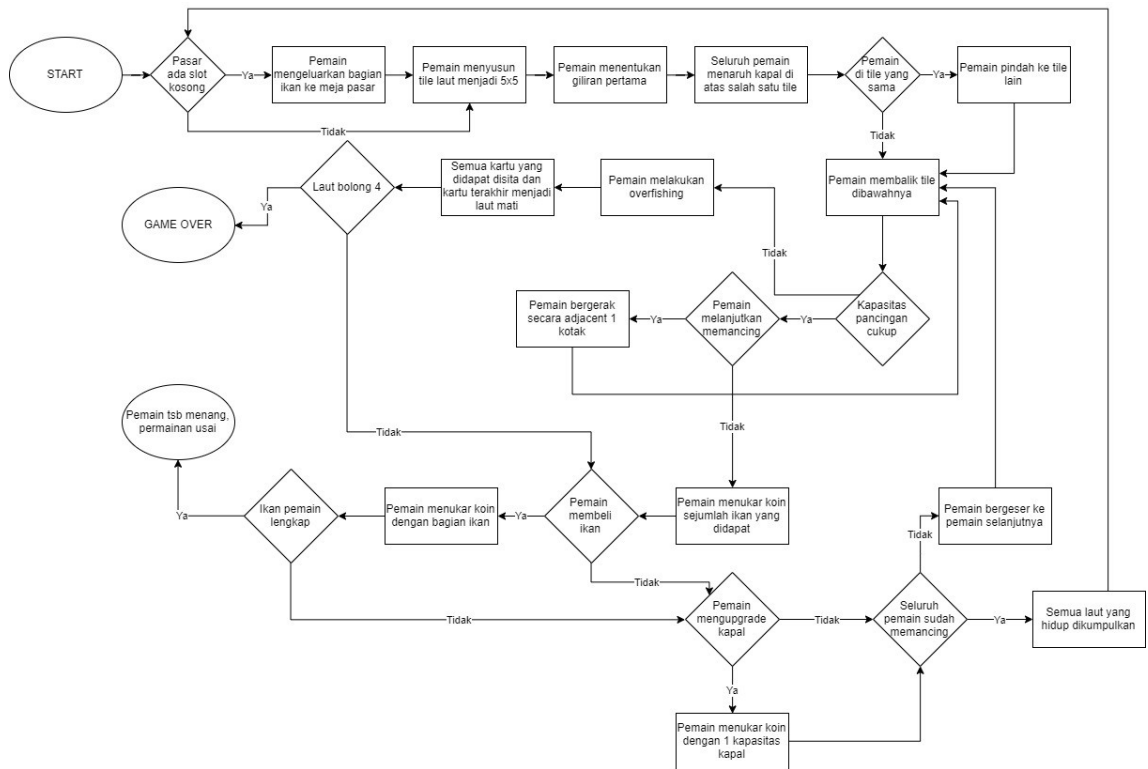 START
Pasar
ada slot
kosong
Ya
Pemain
mengeluarkan bagian
ikan ke meja pasar
Pemain menyusun
tile laut menjadi 5x5
Pemain menentukan
giliran pertama
Seluruh pemain
menaruh kapal di
atas salah satu tile
Pemain
di tile yang
sama
Ya
Pemain pindah ke tile
lain
Tidak
Tidak
Laut bolong 4
Semua kartu yang
didapat disita dan
kartu terakhir menjadi
laut mati
Pemain melakukan
overfishing
Pemain membalik tile
dibawahnya
Ya
GAME OVER
Tidak
Pemain bergerak
secara adjacent 1
kotak
Ya
Pemain
melanjutkan
memancing
Ya
Kapasitas
pancingan
cukup
Pemain tsb menang,
permainan usai
Tidak
Tidak
Ya
Ikan pemain
lengkap
Pemain menukar koin
dengan bagian ikan
Ya
Pemain
membeli
ikan
Pemain menukar koin
sejumlah ikan yang
didapat
Pemain bergeser ke
pemain selanjutnya
Tidak
Tidak
Tidak
Pemain
mengupgrade
kapal
Tidak
Seluruh
pemain sudah
memancing
Ya
Semua laut yang
hidup dikumpulkan
Ya
Pemain menukar koin
dengan 1 kapasitas
kapal